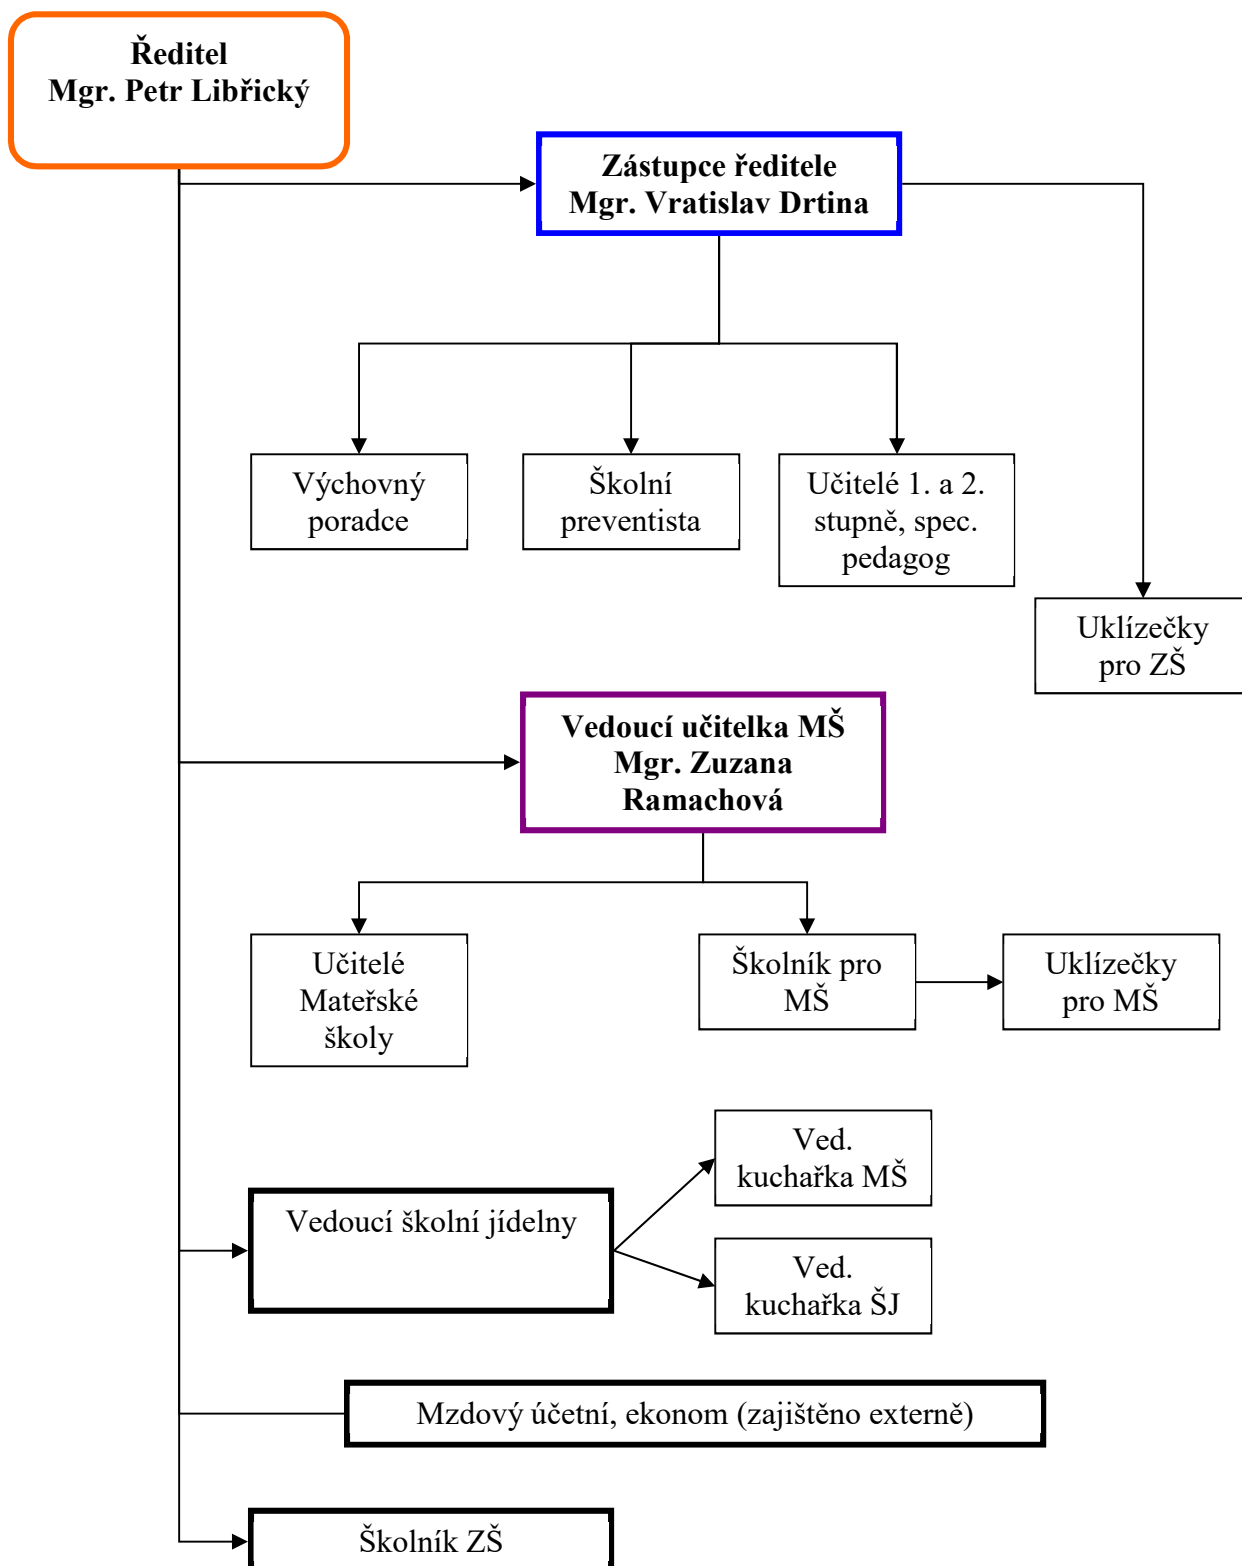 Ředitel
Mgr. Petr Libřický
Zástupce ředitele
Mgr. Vratislav Drtina
Výchovný
poradce
Školní
preventista
Učitelé 1. a 2.
stupně, spec.
pedagog
Uklízečky
pro ZŠ
Vedoucí učitelka MŠ
Mgr. Zuzana
Ramachová
Učitelé
Mateřské
školy
Školník pro
MŠ
Uklízečky
pro MŠ
Ved.
kuchařka MŠ
Vedoucí školní jídelny
Ved.
kuchařka ŠJ
Mzdový účetní, ekonom (zajištěno externě)
Školník ZŠ